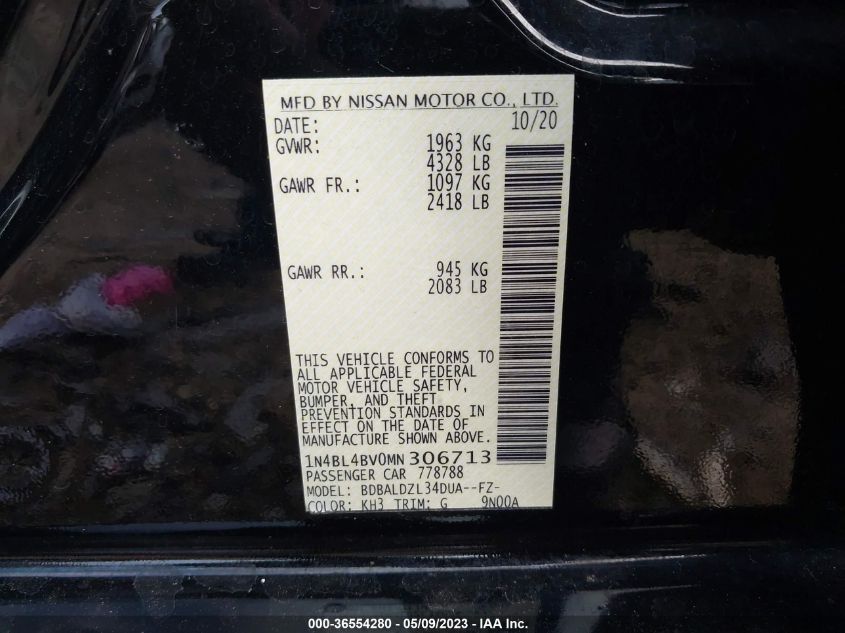 MFD BY NISSAN MOTOR CO., LTD.
DATE: 10/20
GVWR: 1963 KG
4328 LB
GAWR FR.: 1097 KG
2418 LB
GAWR RR.: 945 KG
2083 LB
THIS VEHICLE CONFORMS TO
ALL APPLICABLE FEDERAL
MOTOR VEHICLE SAFETY,
BUMPER, AND THEFT
PREVENTION STANDARDS IN
EFFECT ON THE DATE OF
MANUFACTURE SHOWN ABOVE.
1N4BL4BV0MN306713
PASSENGER CAR 778788
MODEL: BDBALDZL34DUA--FZ-
COLOR: KH3 TRIM: G 9N00A
000-36554280 - 05/09/2023 - IAA Inc.